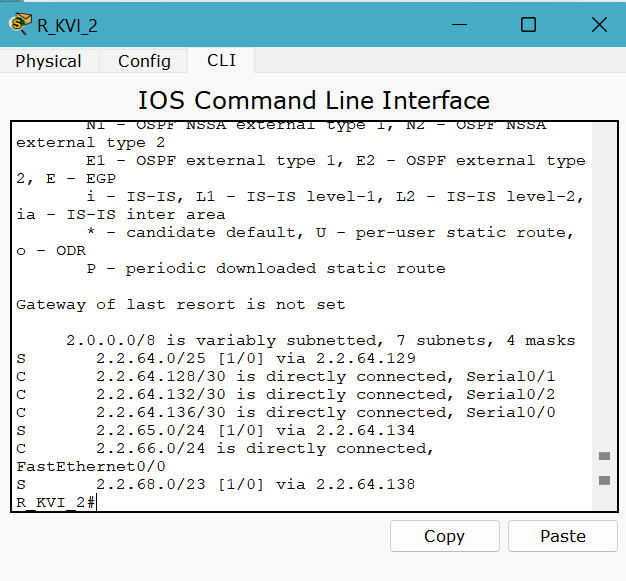 R_KVI_2
Physical Config CLI
IOS Command Line Interface
N1 - OSPF NSSA external type 1, N2 - OSPF NSSA
external type 2
E1 - OSPF external type 1, E2 - OSPF external type
2, E - EGP
i - IS-IS, L1 - IS-IS level-1, L2 - IS-IS level-2,
ia - IS-IS inter area
* - candidate default, U - per-user static route,
o - ODR
P - periodic downloaded static route
Gateway of last resort is not set
2.0.0.0/8 is variably subnetted, 7 subnets, 4 masks
S 2.2.64.0/25 [1/0] via 2.2.64.129
C 2.2.64.128/30 is directly connected, Serial0/1
C 2.2.64.132/30 is directly connected, Serial0/2
C 2.2.64.136/30 is directly connected, Serial0/0
S 2.2.65.0/24 [1/0] via 2.2.64.134
C 2.2.66.0/24 is directly connected,
FastEthernet0/0
S 2.2.68.0/23 [1/0] via 2.2.64.138
R_KVI_2#
Copy Paste